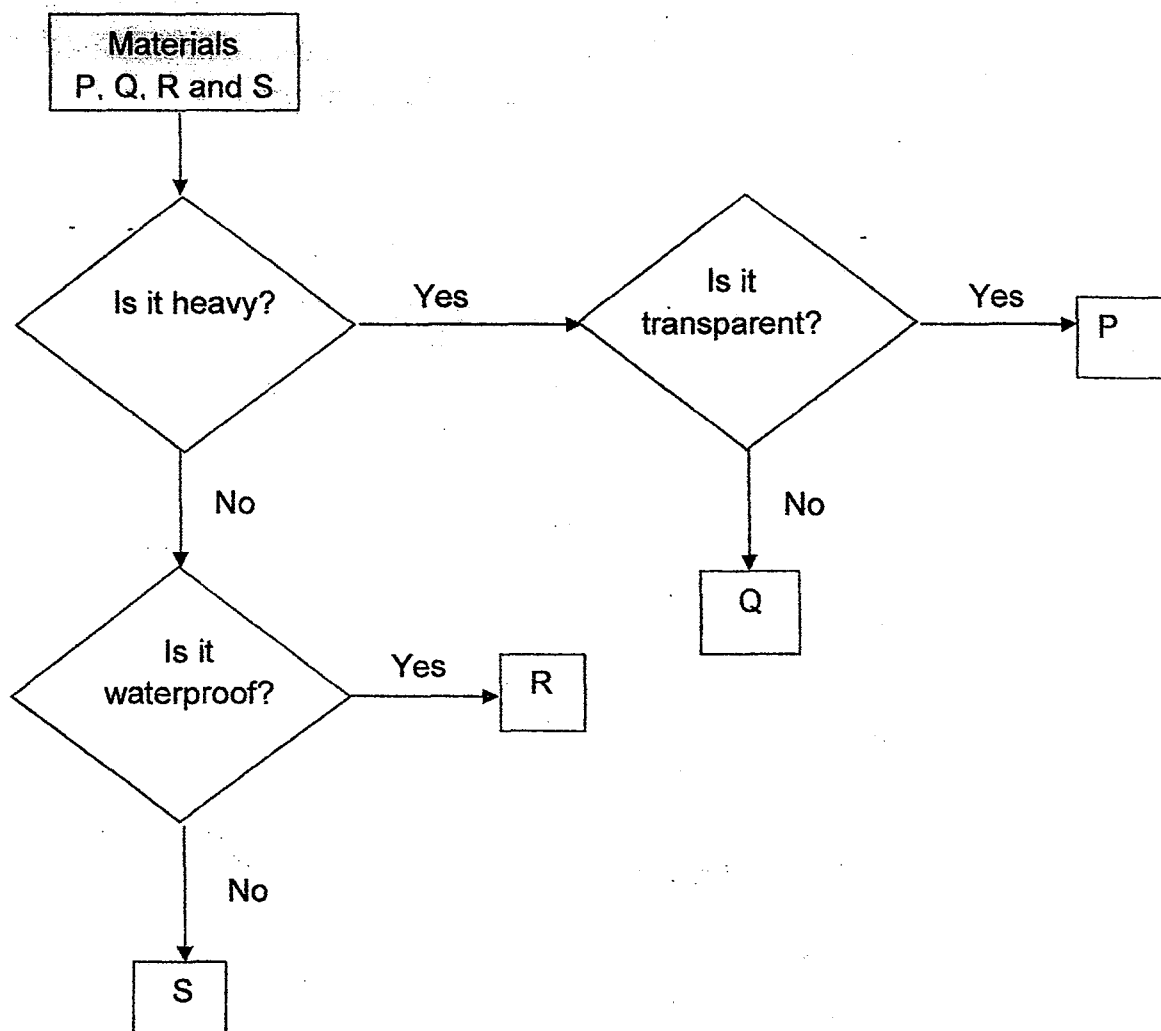 Materials
P, Q, R and S
Is it heavy?
Yes
Is it
transparent?
Yes
P
No
No
Q
Is it
waterproof?
Yes
R
No
S